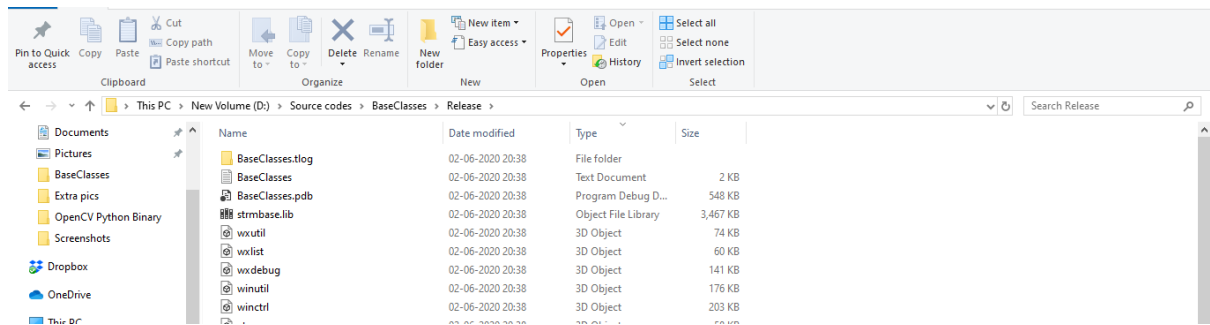 Pin to Quick access
Copy
Paste
Cut
Copy path
Paste shortcut
Clipboard
Move to
Copy to
Delete
Rename
Organize
New folder
New item
Easy access
New
Properties
Open
Edit
History
Open
Select all
Select none
Invert selection
Select
This PC > New Volume (D:) > Source codes > BaseClasses > Release >
Search Release
Documents
Pictures
BaseClasses
Extra pics
OpenCV Python Binary
Screenshots
Dropbox
OneDrive
This PC
Name Date modified Type Size
BaseClasses.tlog 02-06-2020 20:38 File folder
BaseClasses 02-06-2020 20:38 Text Document 2 KB
BaseClasses.pdb 02-06-2020 20:38 Program Debug D... 548 KB
strmbase.lib 02-06-2020 20:38 Object File Library 3,467 KB
wxutil 02-06-2020 20:38 3D Object 74 KB
wxlist 02-06-2020 20:38 3D Object 60 KB
wxdebug 02-06-2020 20:38 3D Object 141 KB
winutil 02-06-2020 20:38 3D Object 176 KB
winctrl 02-06-2020 20:38 3D Object 203 KB